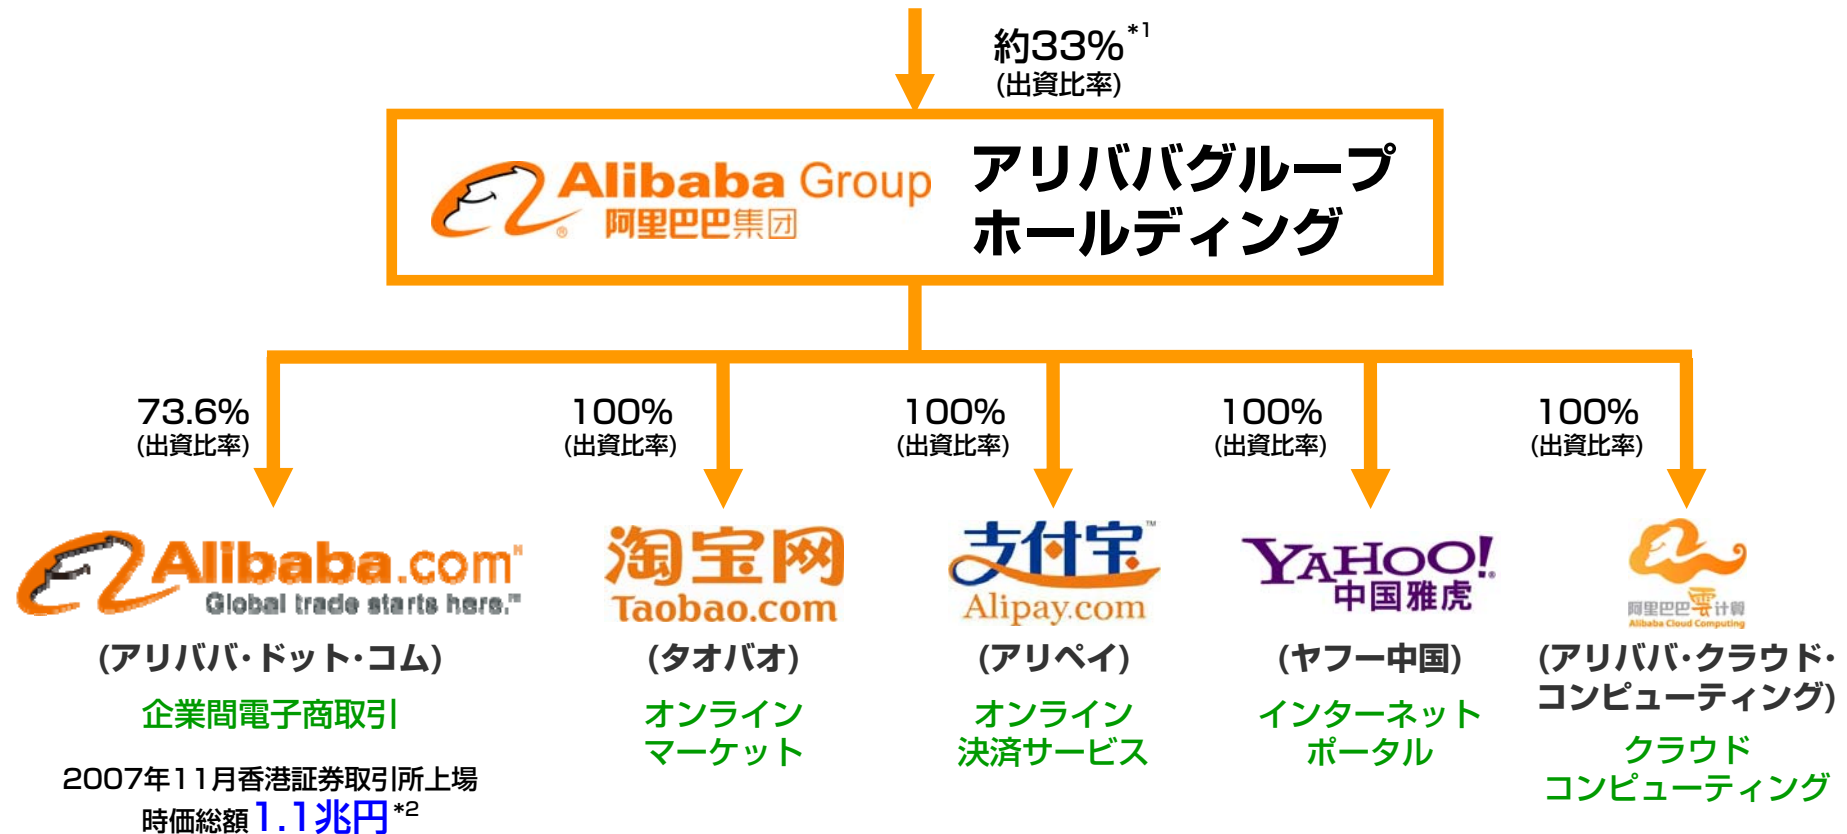 約33%*1
(出資比率)
Alibaba Group
阿里巴巴集团
アリババグループ
ホールディング
73.6%
(出資比率)
100%
(出資比率)
100%
(出資比率)
100%
(出資比率)
100%
(出資比率)
Alibaba.com
Global trade starts here.™
(アリババ・ドット・コム)
企業間電子商取引
2007年11月香港証券取引所上場
時価総額1.1兆円*2
淘宝网
Taobao.com
(タオバオ)
オンライン
マーケット
支付宝™
Alipay.com
(アリペイ)
オンライン
決済サービス
YAHOO!
中国雅虎
(ヤフー中国)
インターネット
ポータル
阿里巴巴雲计算
Alibaba Cloud Computing
(アリババ・クラウド・
コンピューティング)
クラウド
コンピューティング